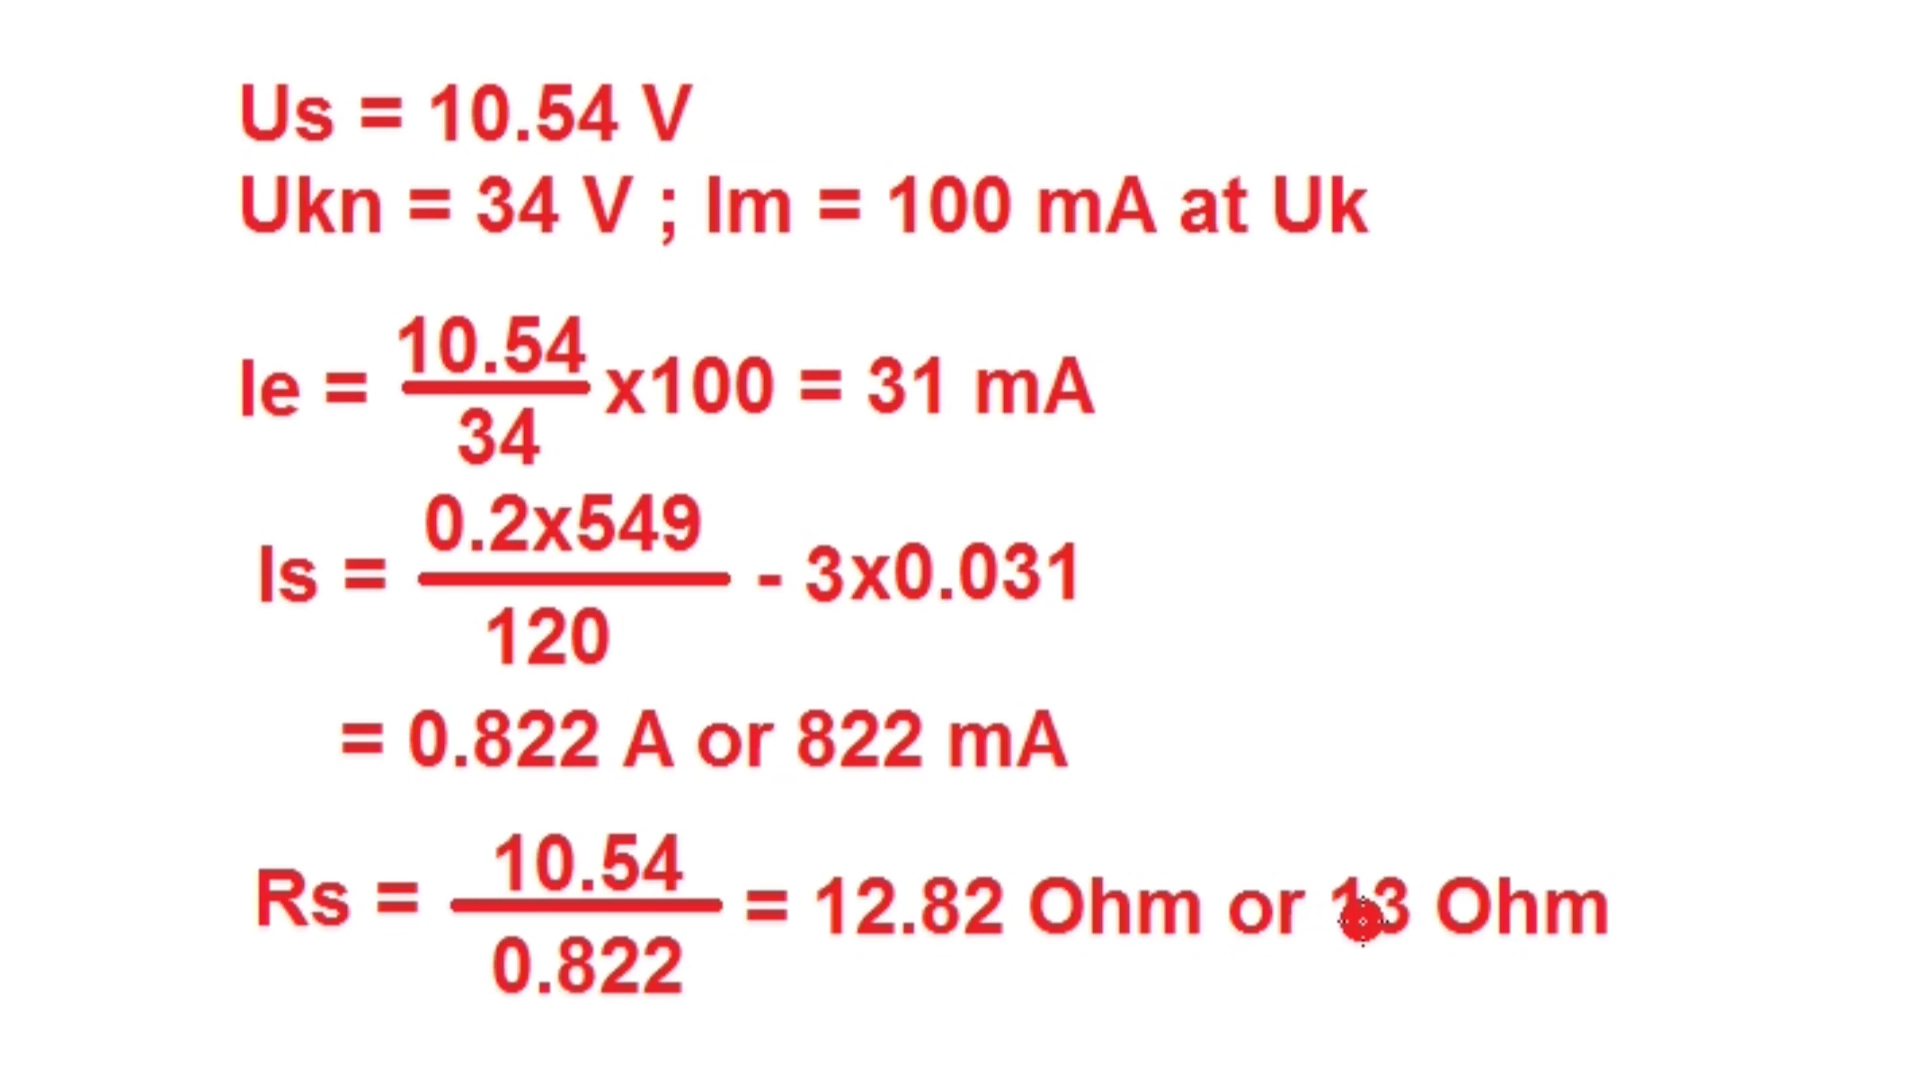 Us = 10.54 V
Ukn = 34 V ; Im = 100 mA at Uk
Ie = 10.54 / 34 x100 = 31 mA
Is = 0.2x549 / 120 - 3x0.031
= 0.822 A or 822 mA
Rs = 10.54 / 0.822 = 12.82 Ohm or 13 Ohm